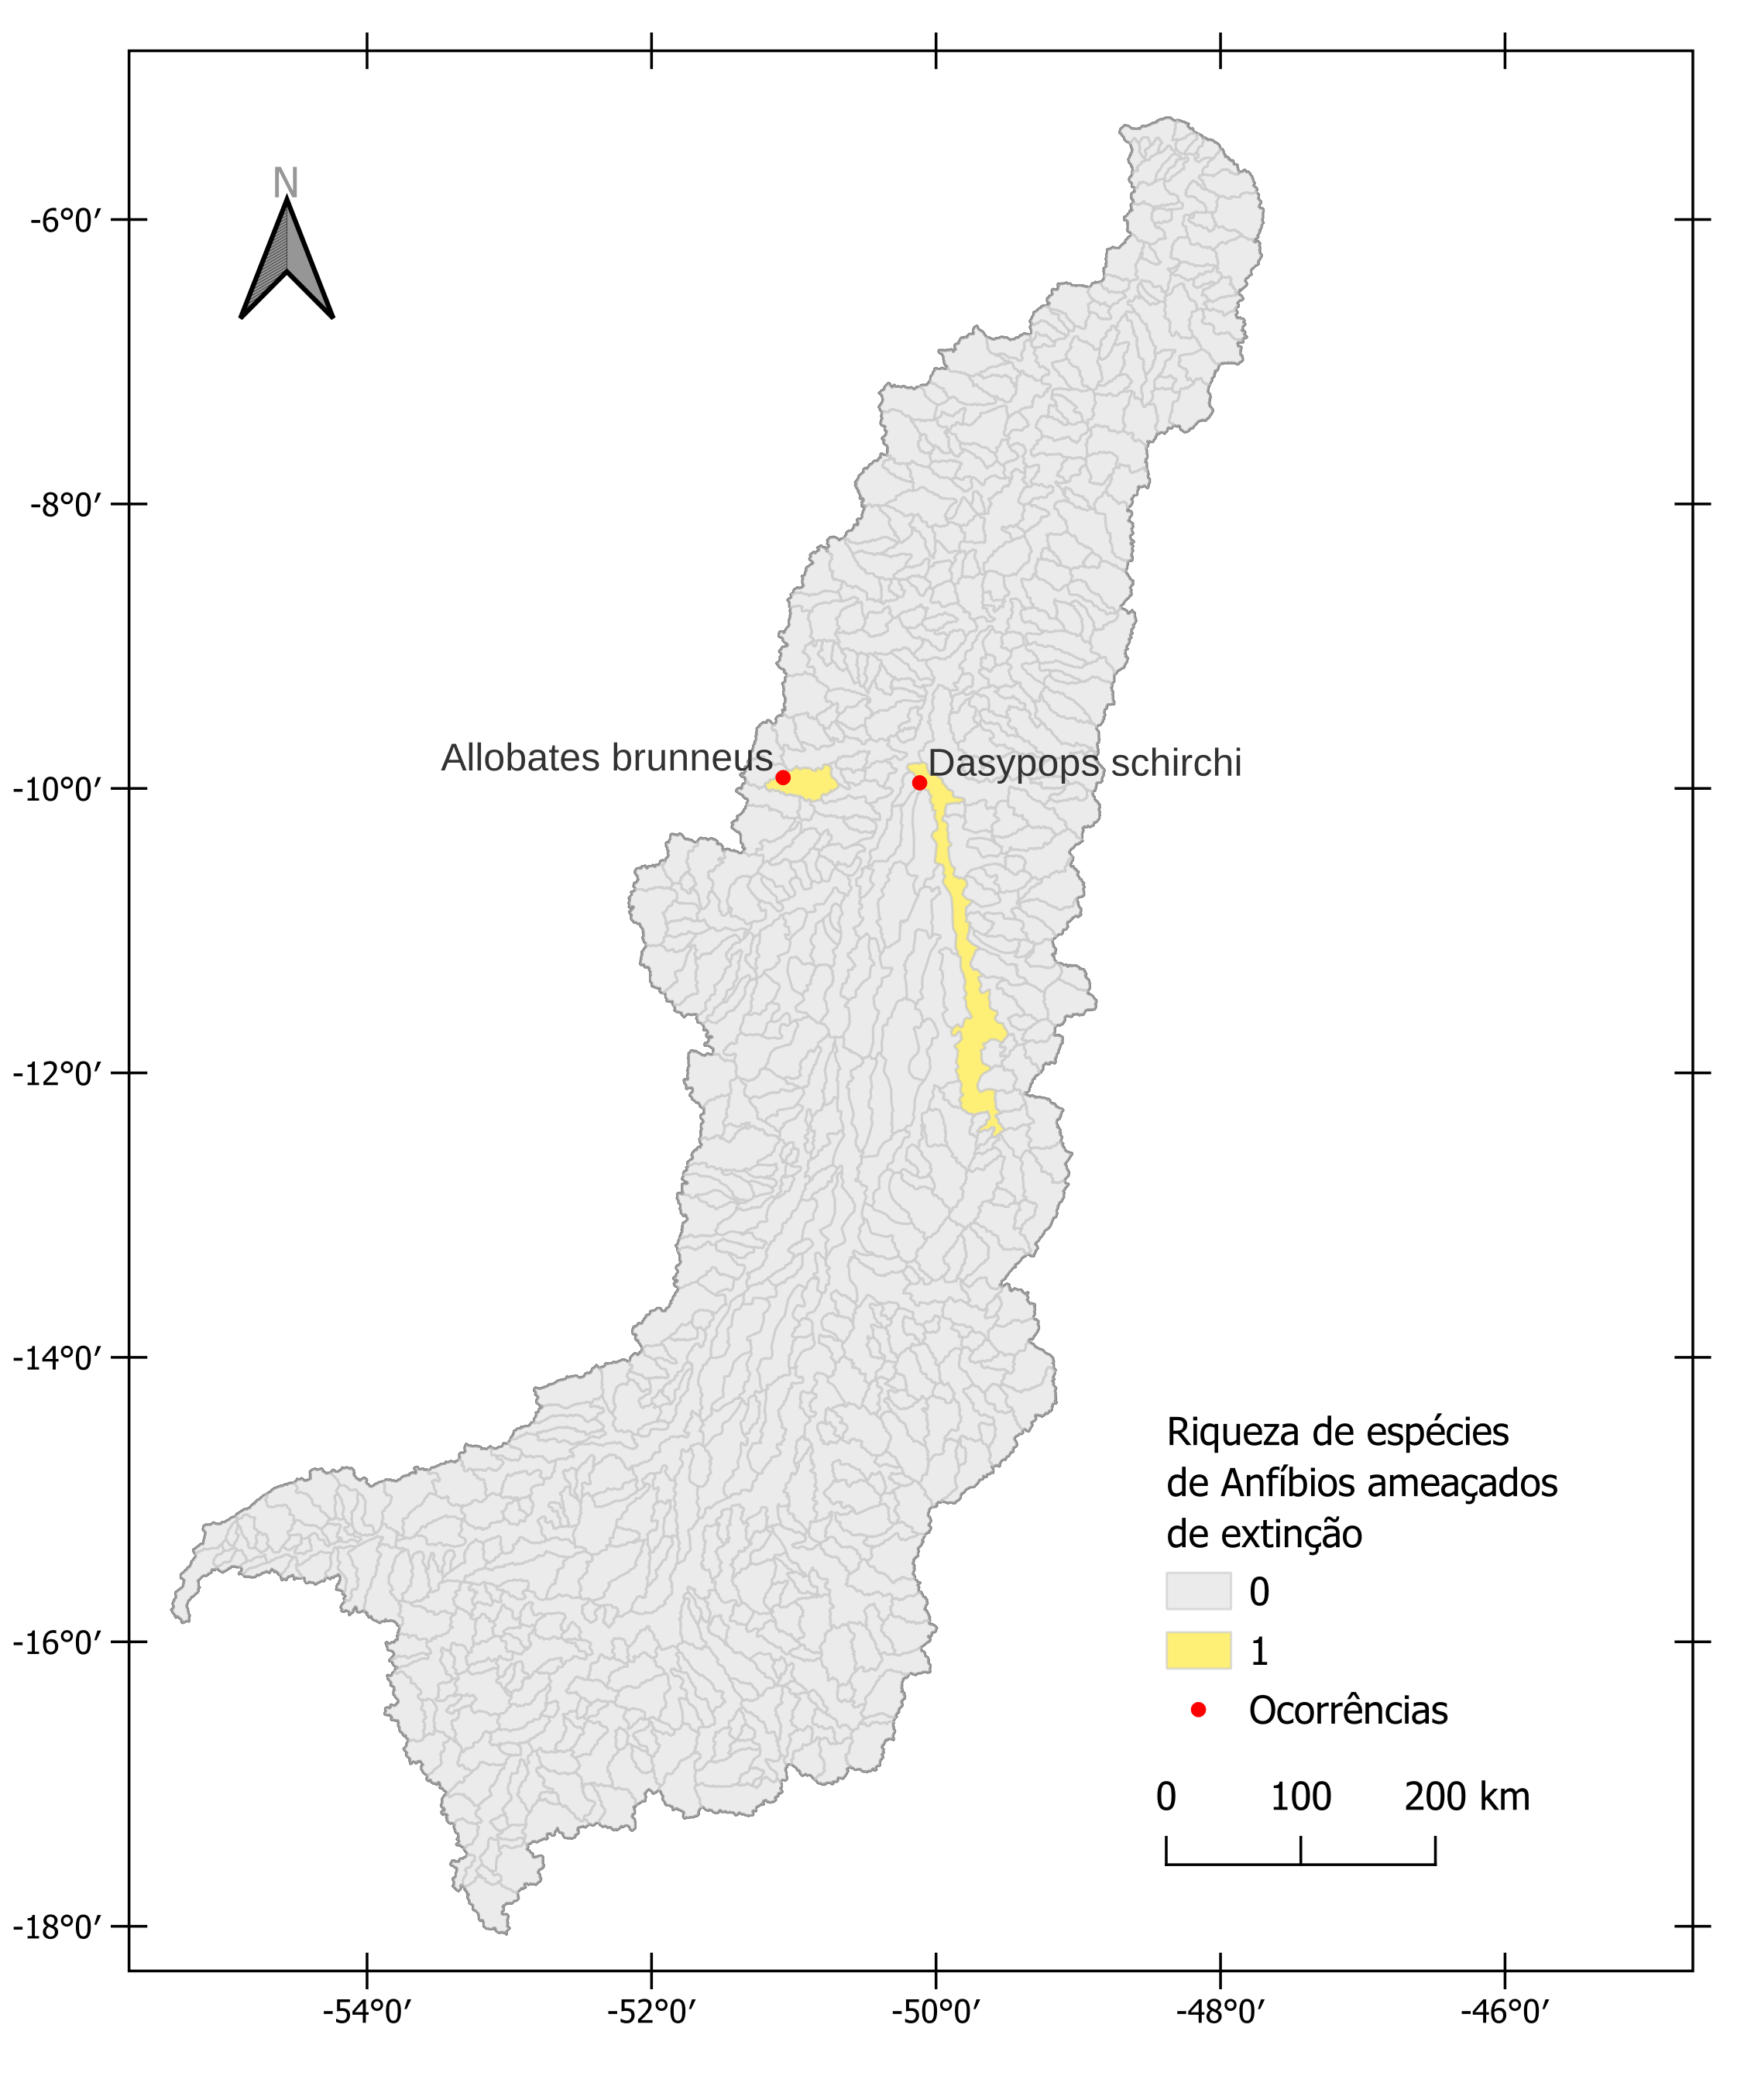 N
-6°0′
-8°0′
Allobates brunneus
Dasypops schirchi
-10°0′
-12°0′
-14°0′
Riqueza de espécies
de Anfíbios ameaçados
de extinção
0
1
-16°0′
Ocorrências
0 100 200 km
-18°0′
-54°0′ -52°0′ -50°0′ -48°0′ -46°0′